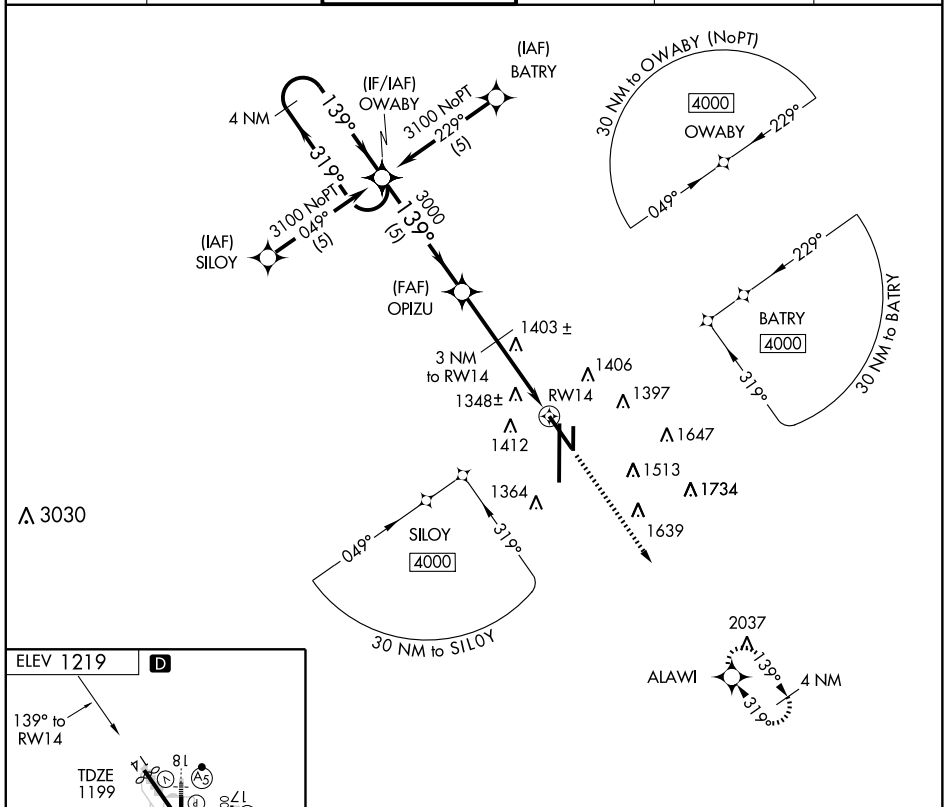 (IAF)
BATRY
(IF/IAF)
OWABY
4 NM
139°
319°
3100 NoPT
229°
(5)
3100 NoPT
049°
(5)
(IAF)
SILOY
3000
139°
(5)
(FAF)
OPIZU
30 NM to OWABY (NoPT)
4000
OWABY
229°
049°
229°
BATRY
4000
319°
30 NM to BATRY
1403 ±
3 NM
to RW14
1406
1348±
RW14
1397
1412
1647
1513
1364
1734
1639
3030
049°
SILOY
4000
319°
30 NM to SILOY
2037
ALAWI
139°
319°
4 NM
ELEV 1219
D
139° to
RW14
TDZE
1199
14
18
V
A5
P
17